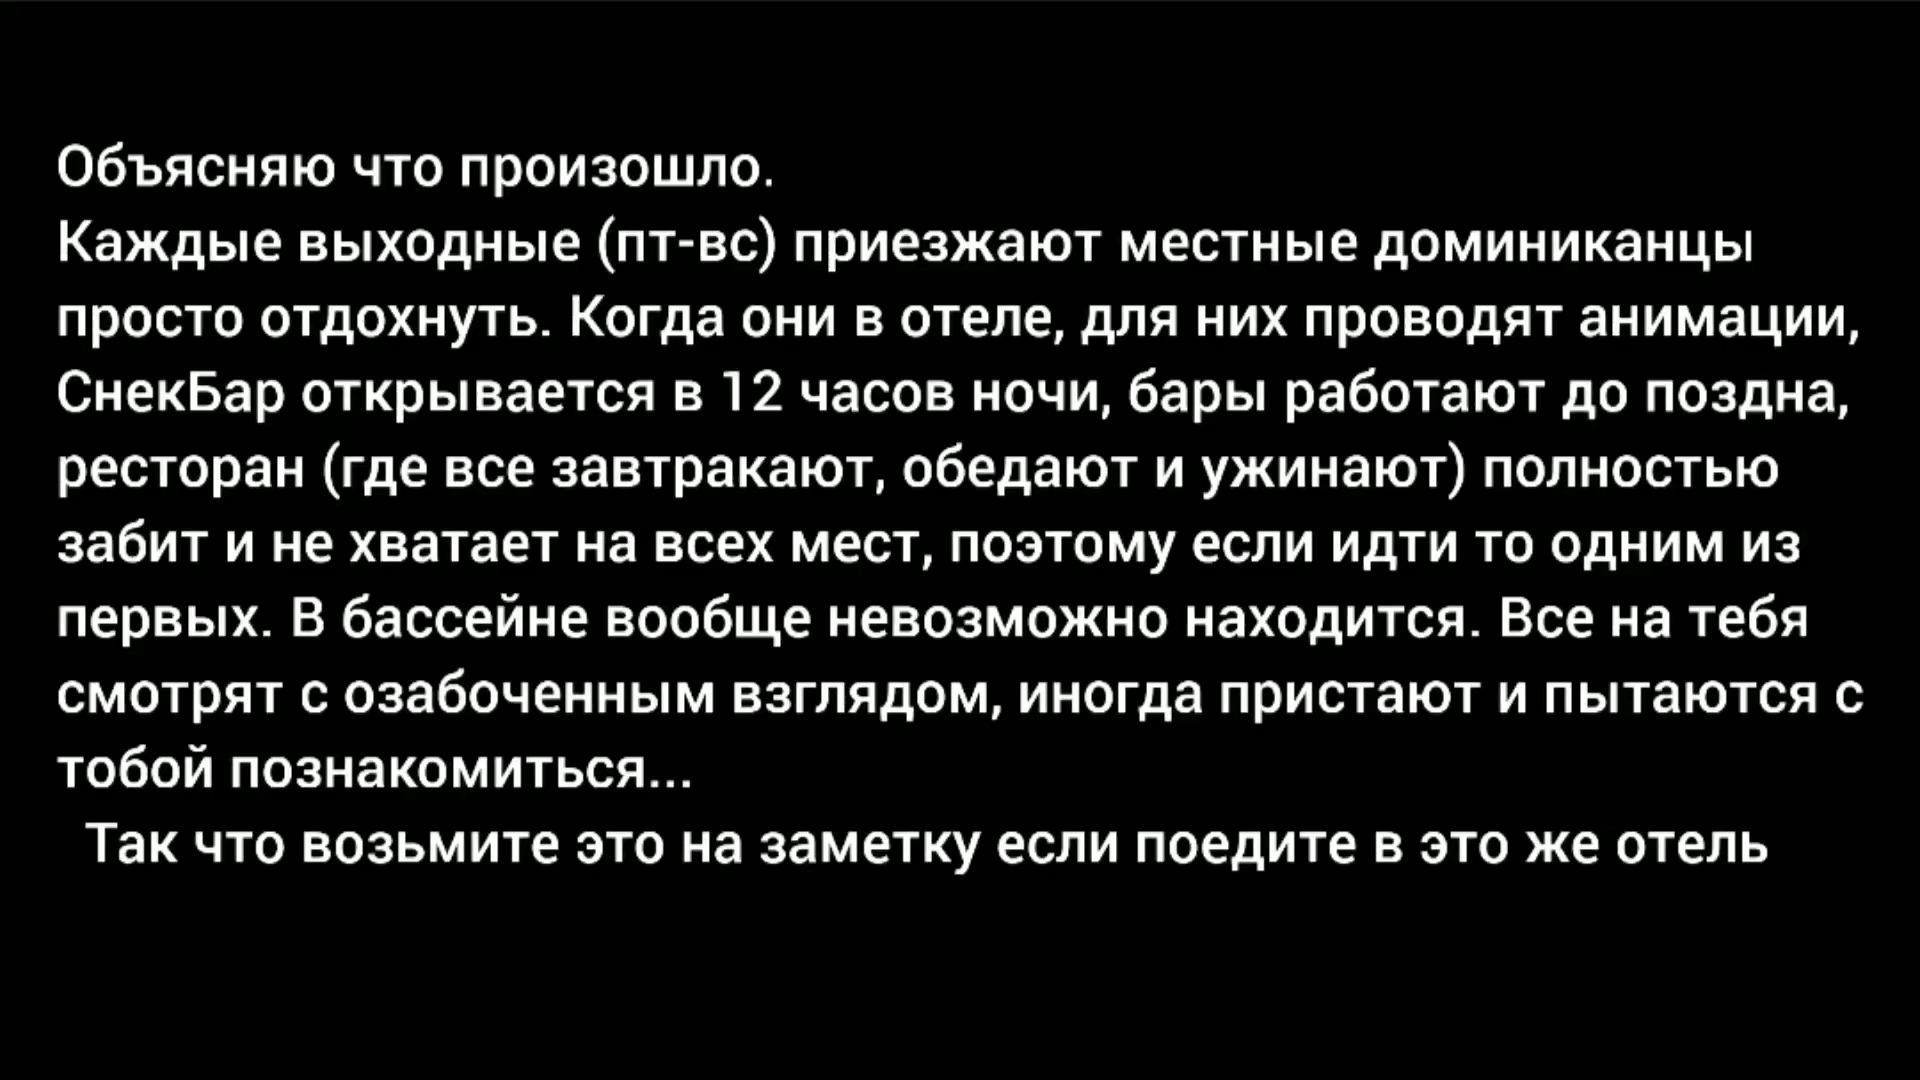 Объясняю что произошло.
Каждые выходные (пт-вс) приезжают местные доминиканцы
просто отдохнуть. Когда они в отеле, для них проводят анимации,
СнекБар открывается в 12 часов ночи, бары работают до поздна,
ресторан (где все завтракают, обедают и ужинают) полностью
забит и не хватает на всех мест, поэтому если идти то одним из
первых. В бассейне вообще невозможно находится. Все на тебя
смотрят с озабоченным взглядом, иногда пристают и пытаются с
тобой познакомиться...
Так что возьмите это на заметку если поедите в это же отель